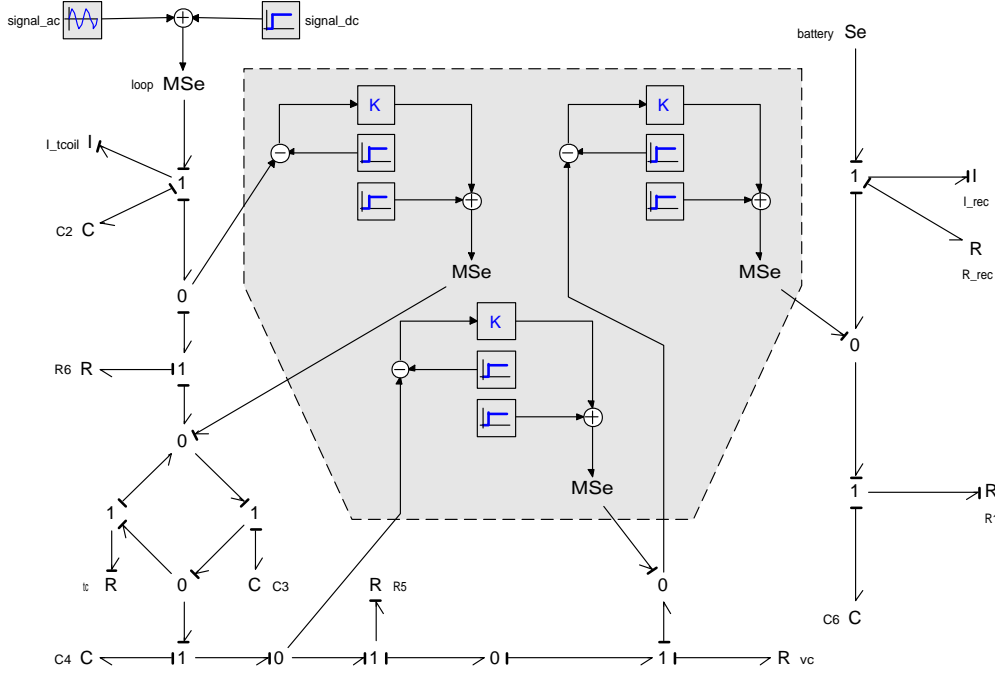 signal_ac
signal_dc
battery Se
loop MSe
K
K
I_tcoil I
1
1
I
I_rec
C2 C
R
R_rec
MSe
MSe
0
K
0
R6 R
1
0
MSe
1
R
1
1
R
C
C3
0
R
R5
0
C6 C
C4 C
1
0
1
0
1
R
vc